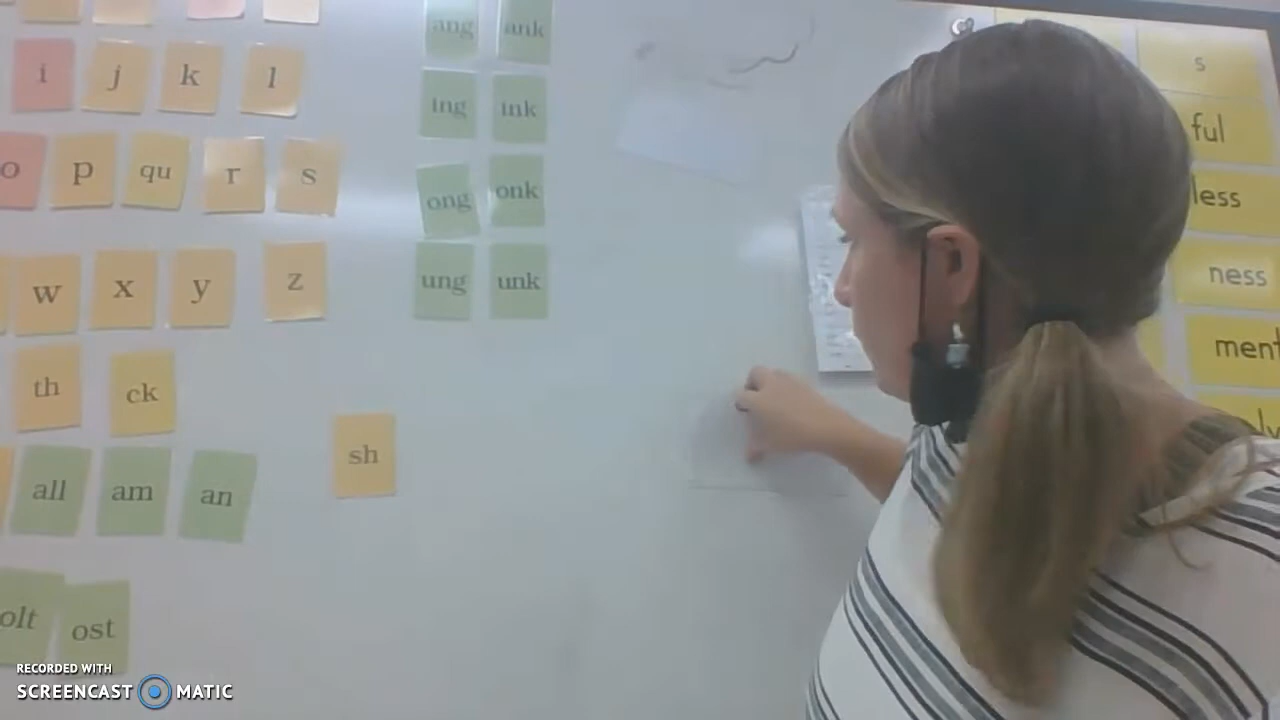 ang ank
i j k l s
ing ink ful
o p qu r s ong onk less
w x y z ung unk ness
th ck ment
sh
all am an
olt ost
RECORDED WITH
SCREENCAST MATIC